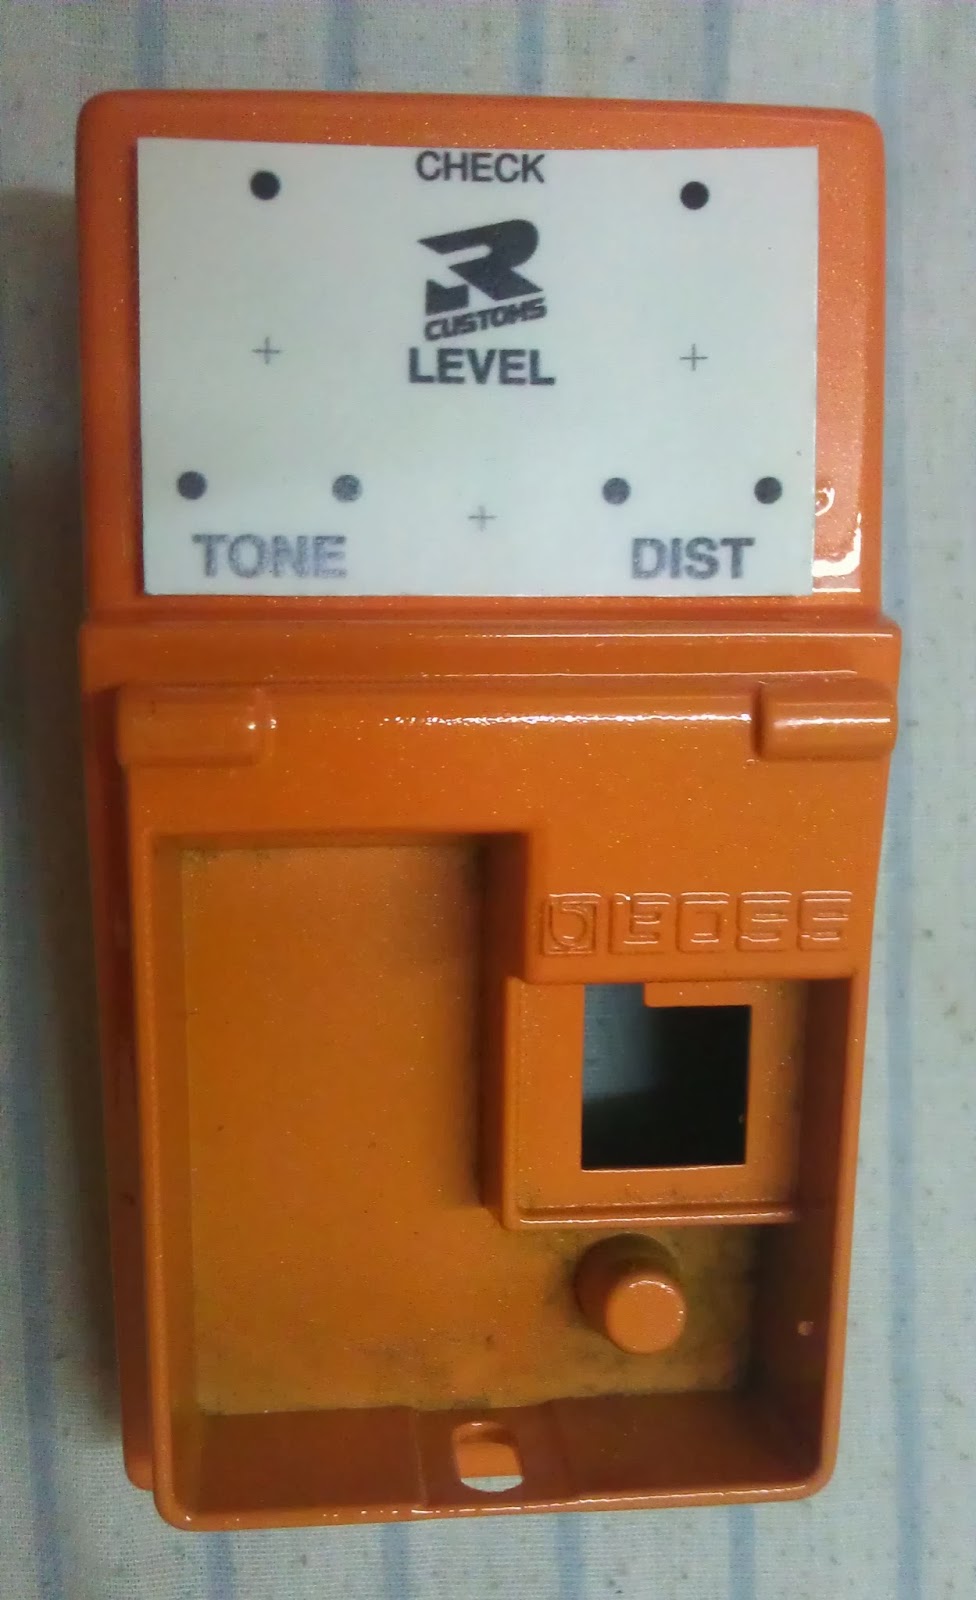 CHECK
R
CUSTOMS
LEVEL
TONE DIST
BOSS